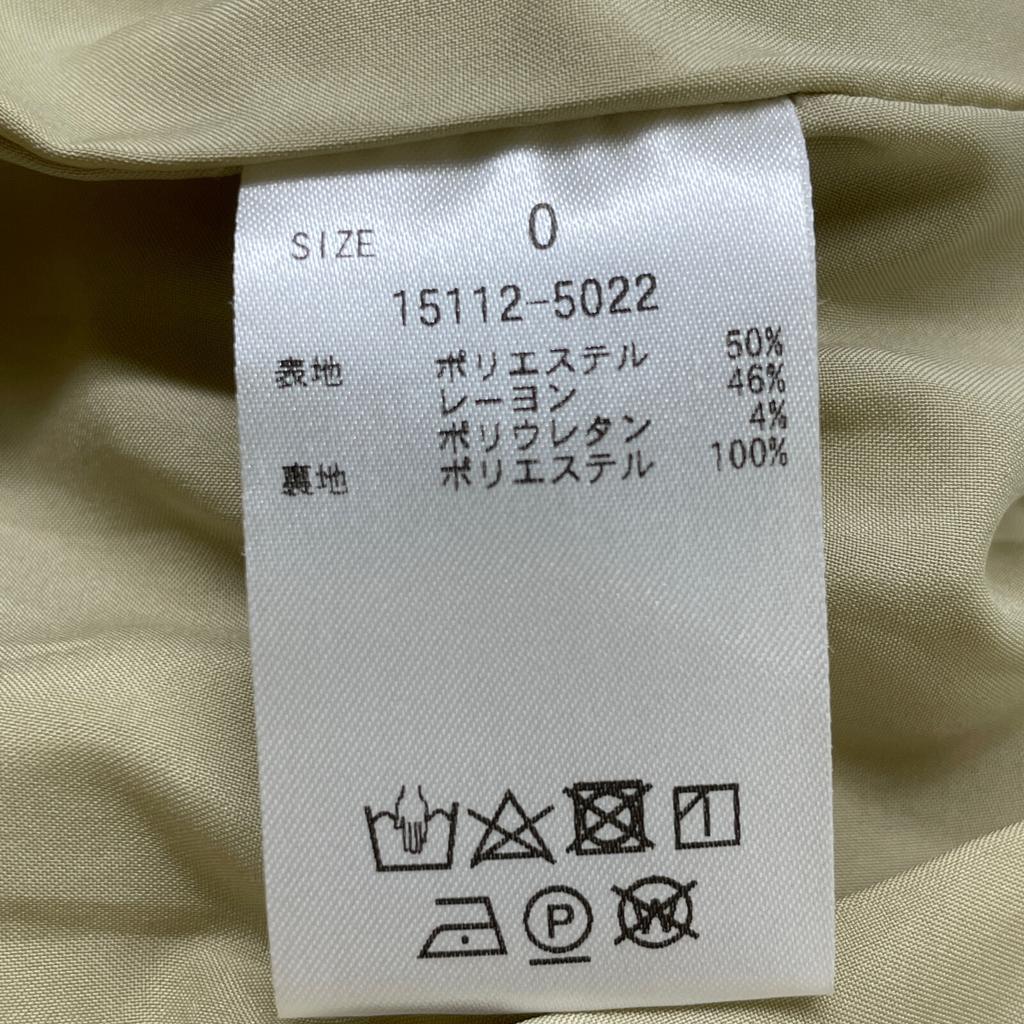 SIZE 0
15112-5022
表地 ポリエステル 50%
レーヨン 46%
ポリウレタン 4%
裏地 ポリエステル 100%
P
W